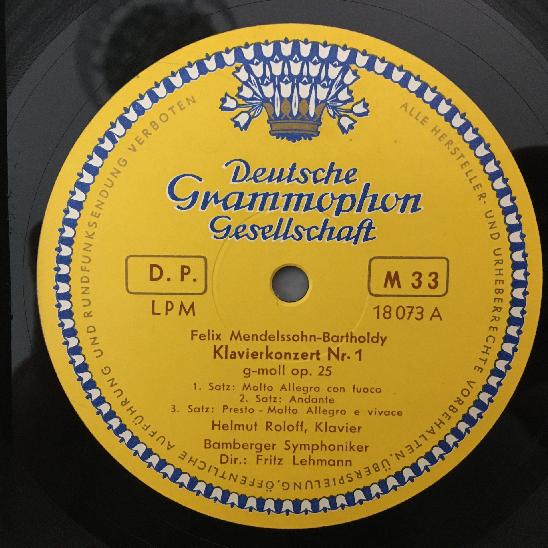 Deutsche
Grammophon
Gesellschaft
D. P.
M 33
LPM
18 073 A
Felix Mendelssohn-Bartholdy
Klavierkonzert Nr. 1
g-moll op. 25
1. Satz: Molto Allegro con fuoco
2. Satz: Andante
3. Satz: Presto - Molto Allegro e vivace
Helmut Roloff, Klavier
Bamberger Symphoniker
Dir.: Fritz Lehmann
ALLE HERSTELLER- UND URHEBERRECHTE VORBEHALTEN, ÜBERSPIELUNG, ÖFFENTLICHE AUFFÜHRUNG UND RUNDFUNKSENDUNG VERBOTEN